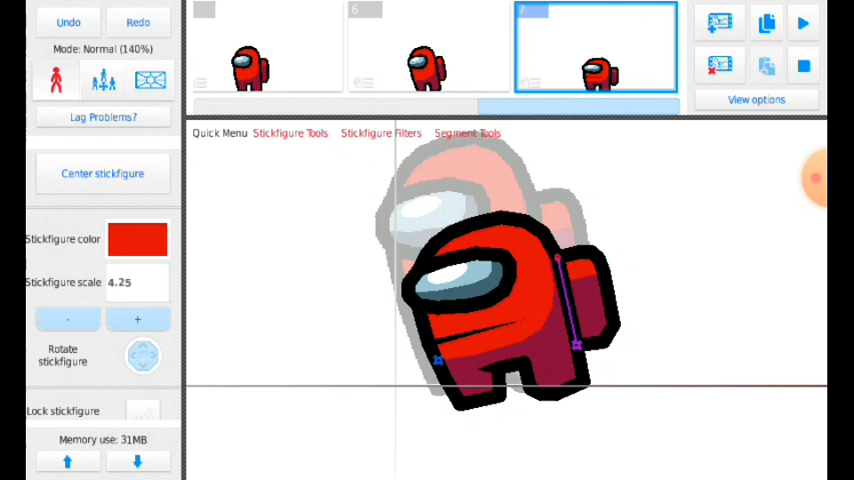 Undo
Redo
Mode: Normal (140%)
Lag Problems?
Center stickfigure
Stickfigure color
Stickfigure scale
4.25
-
+
Rotate
stickfigure
Lock stickfigure
Memory use: 31MB
6
7
View options
Quick Menu Stickfigure Tools Stickfigure Filters Segment Tools